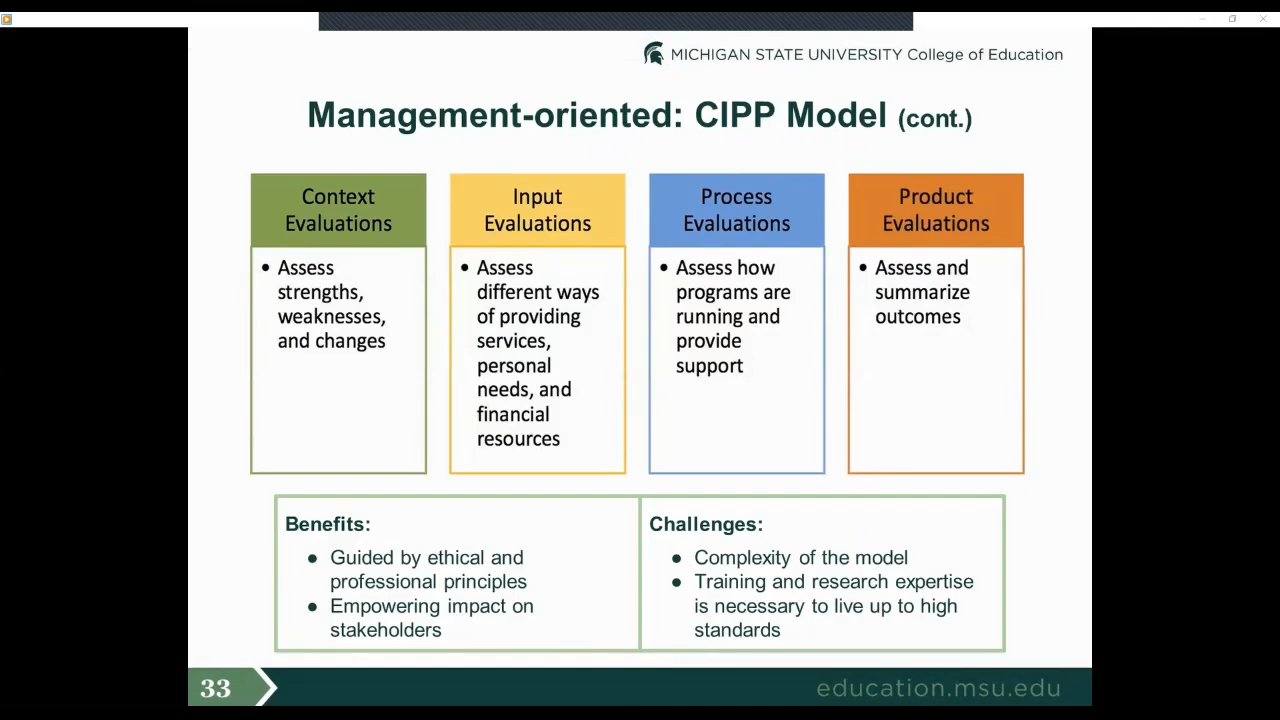 MICHIGAN STATE UNIVERSITY College of Education
Management-oriented: CIPP Model (cont.)
Context
Evaluations
• Assess
strengths,
weaknesses,
and changes
Input
Evaluations
• Assess
different ways
of providing
services,
personal
needs, and
financial
resources
Process
Evaluations
• Assess how
programs are
running and
provide
support
Product
Evaluations
• Assess and
summarize
outcomes
Benefits:
● Guided by ethical and
professional principles
● Empowering impact on
stakeholders
Challenges:
● Complexity of the model
● Training and research expertise
is necessary to live up to high
standards
33
education.msu.edu